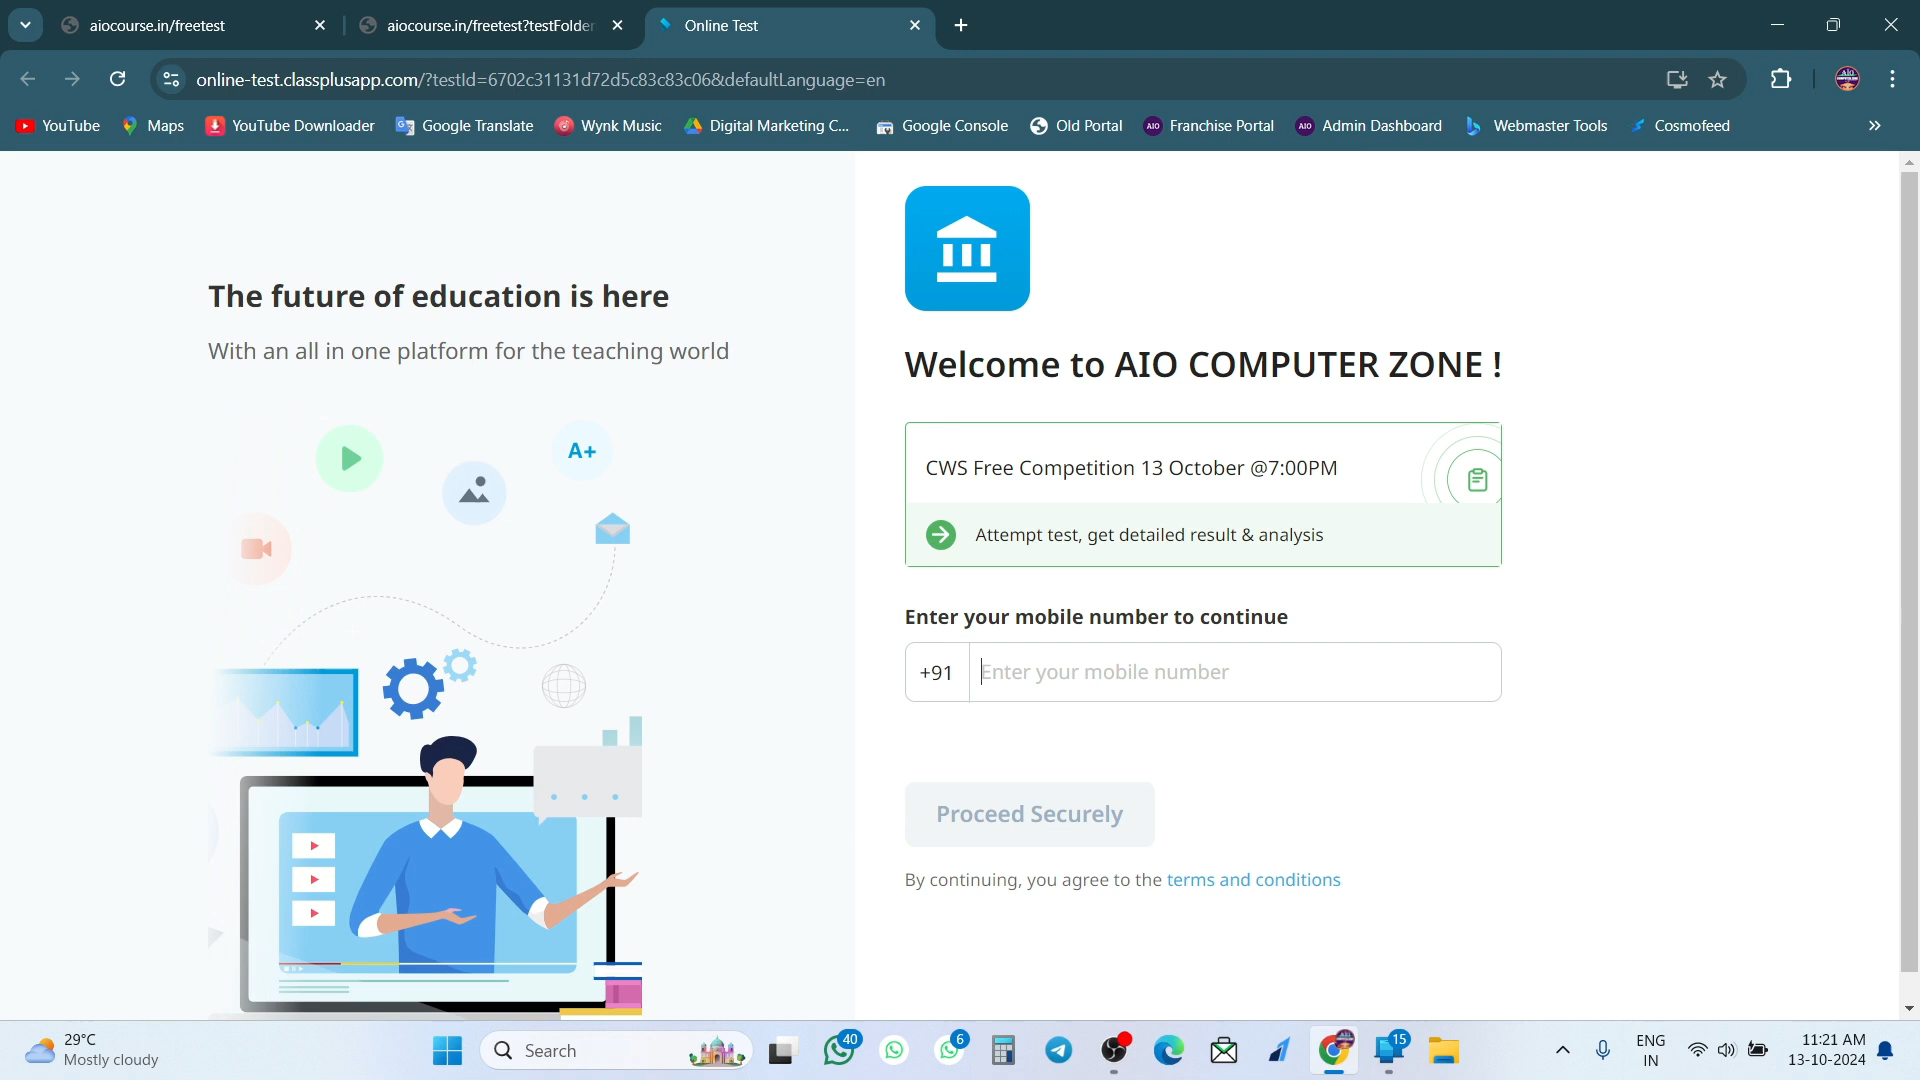 aiocourse.in/freetest
aiocourse.in/freetest?testFolder
Online Test
online-test.classplusapp.com/?testId=6702c31131d72d5c83c83c06&defaultLanguage=en
YouTube
Maps
YouTube Downloader
Google Translate
Wynk Music
Digital Marketing C...
Google Console
Old Portal
AIO
Franchise Portal
AIO
Admin Dashboard
Webmaster Tools
Cosmofeed
The future of education is here
With an all in one platform for the teaching world
A+
Welcome to AIO COMPUTER ZONE !
CWS Free Competition 13 October @7:00PM
Attempt test, get detailed result & analysis
Enter your mobile number to continue
+91
Enter your mobile number
Proceed Securely
By continuing, you agree to the terms and conditions
29°C
Mostly cloudy
Search
40
6
15
ENG
IN
11:21 AM
13-10-2024